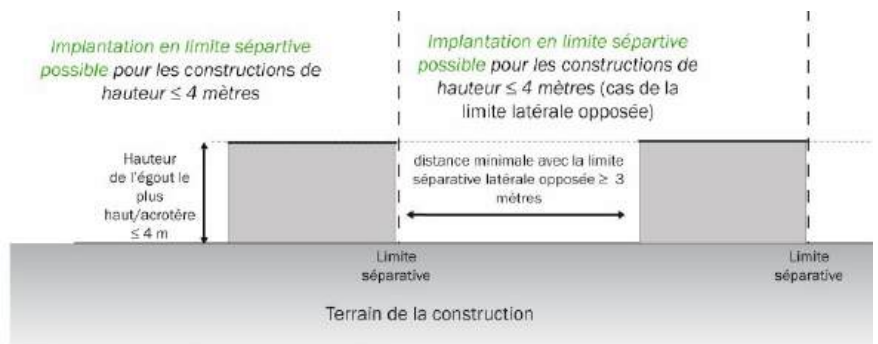 Implantation en limite sépartive
possible pour les constructions de
hauteur ≤ 4 mètres
Implantation en limite sépartive
possible pour les constructions de
hauteur ≤ 4 mètres (cas de la
limite latérale opposée)
Hauteur
de l'égout le
plus
haut/acrotère
≤ 4 m
distance minimale avec la limite
séparative latérale opposée ≥ 3
mètres
Limite
séparative
Limite
séparative
Terrain de la construction